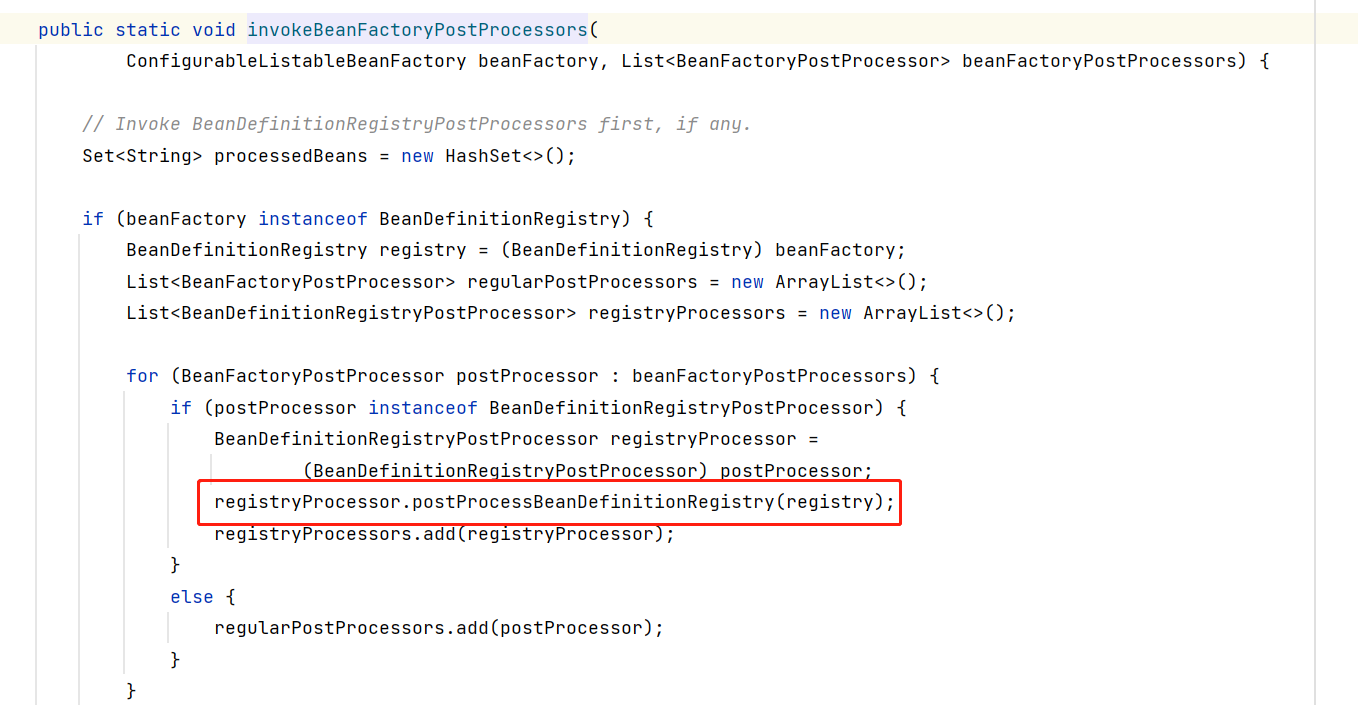 public static void invokeBeanFactoryPostProcessors(
ConfigurableListableBeanFactory beanFactory, List<BeanFactoryPostProcessor> beanFactoryPostProcessors) {
// Invoke BeanDefinitionRegistryPostProcessors first, if any.
Set<String> processedBeans = new HashSet<>();
if (beanFactory instanceof BeanDefinitionRegistry) {
BeanDefinitionRegistry registry = (BeanDefinitionRegistry) beanFactory;
List<BeanFactoryPostProcessor> regularPostProcessors = new ArrayList<>();
List<BeanDefinitionRegistryPostProcessor> registryProcessors = new ArrayList<>();
for (BeanFactoryPostProcessor postProcessor : beanFactoryPostProcessors) {
if (postProcessor instanceof BeanDefinitionRegistryPostProcessor) {
BeanDefinitionRegistryPostProcessor registryProcessor =
(BeanDefinitionRegistryPostProcessor) postProcessor;
registryProcessor.postProcessBeanDefinitionRegistry(registry);
registryProcessors.add(registryProcessor);
}
else {
regularPostProcessors.add(postProcessor);
}
}